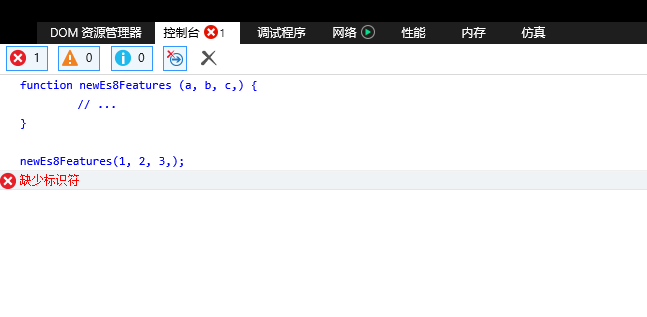 DOM 资源管理器 控制台 1 调试程序 网络 性能 内存 仿真
1 0 0
function newEs8Features (a, b, c,) {
// ...
}
newEs8Features(1, 2, 3,);
缺少标识符